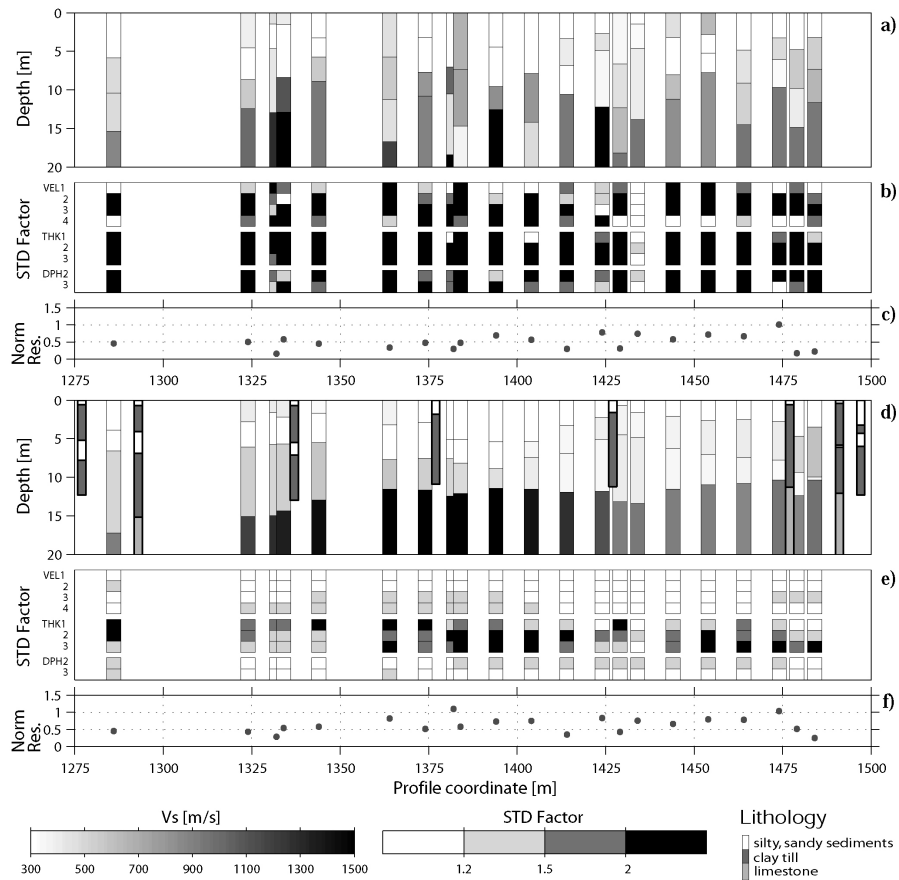 0
5
10
15
20
Depth [m]
a)
VEL1
2
3
4
THK1
2
3
DPH2
3
STD Factor
b)
1.5
1
0.5
0
Norm Res.
c)
1275 1300 1325 1350 1375 1400 1425 1450 1475 1500
0
5
10
15
20
Depth [m]
d)
VEL1
2
3
4
THK1
2
3
DPH2
3
STD Factor
e)
1.5
1
0.5
0
Norm Res.
f)
1275 1300 1325 1350 1375 1400 1425 1450 1475 1500
Profile coordinate [m]
Vs [m/s]
300 500 700 900 1100 1300 1500
STD Factor
1.2 1.5 2
Lithology
silty, sandy sediments
clay till
limestone